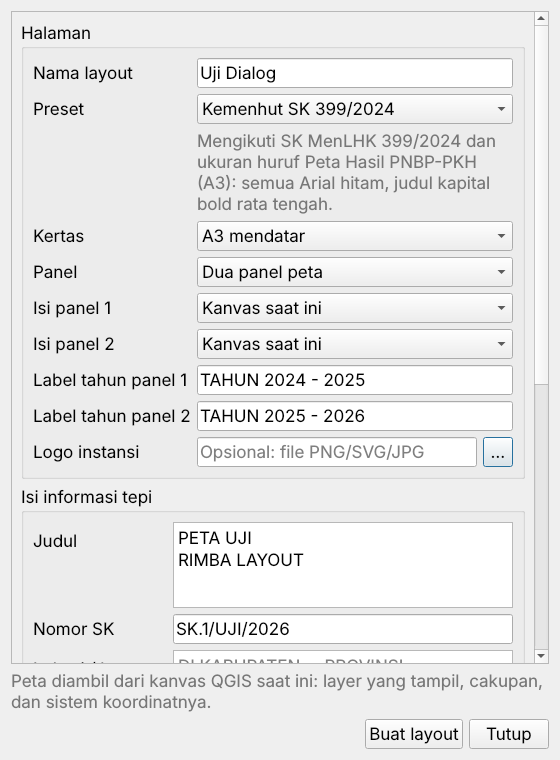 Halaman
Nama layout Uji Dialog
Preset Kemenhut SK 399/2024
Mengikuti SK MenLHK 399/2024 dan
ukuran huruf Peta Hasil PNBP-PKH
(A3): semua Arial hitam, judul kapital
bold rata tengah.
Kertas A3 mendatar
Panel Dua panel peta
Isi panel 1 Kanvas saat ini
Isi panel 2 Kanvas saat ini
Label tahun panel 1 TAHUN 2024 - 2025
Label tahun panel 2 TAHUN 2025 - 2026
Logo instansi Opsional: file PNG/SVG/JPG ...
Isi informasi tepi
Judul PETA UJI
RIMBA LAYOUT
Nomor SK SK.1/UJI/2026
Peta diambil dari kanvas QGIS saat ini: layer yang tampil, cakupan,
dan sistem koordinatnya.
Buat layout Tutup